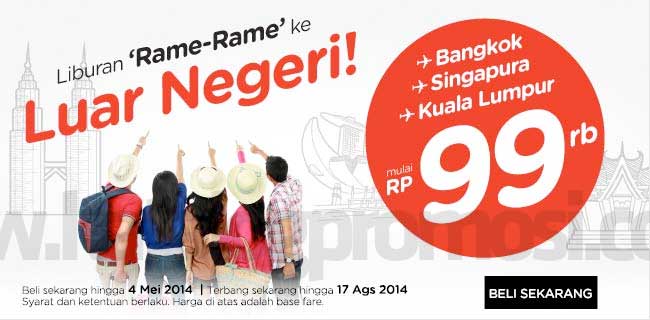 Liburan ‘Rame-Rame’ ke
Luar Negeri!
Bangkok
Singapura
Kuala Lumpur
mulai
RP 99 rb
Beli sekarang hingga 4 Mei 2014 | Terbang sekarang hingga 17 Ags 2014
Syarat dan ketentuan berlaku. Harga di atas adalah base fare.
BELI SEKARANG